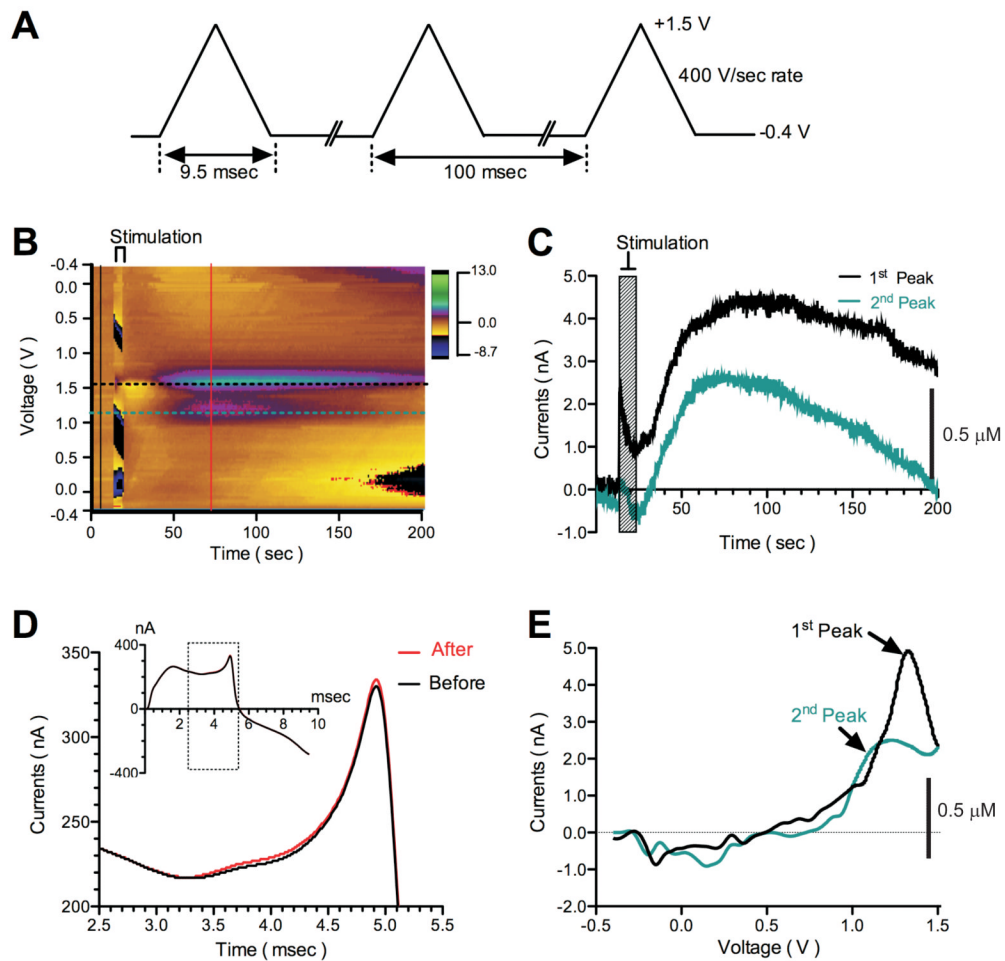 A
+1.5 V
400 V/sec rate
-0.4 V
9.5 msec
100 msec
B
Stimulation
Voltage ( V )
-0.4
0.0
0.5
1.0
1.5
1.0
0.5
0.0
-0.4
0
50
100
150
200
Time ( sec )
13.0
0.0
-8.7
C
Stimulation
1st Peak
2nd Peak
Currents ( nA )
5.0
4.0
3.0
2.0
1.0
0.0
-1.0
50
100
150
200
Time ( sec )
0.5 µM
D
nA
400
0
-400
2
4
6
8
10
msec
After
Before
Currents ( nA )
350
300
250
200
2.5
3.0
3.5
4.0
4.5
5.0
5.5
Time ( msec )
E
1st Peak
2nd Peak
Currents ( nA )
5.0
4.0
3.0
2.0
1.0
0.0
-1.0
-2.0
-0.5
0.0
0.5
1.0
1.5
Voltage ( V )
0.5 µM